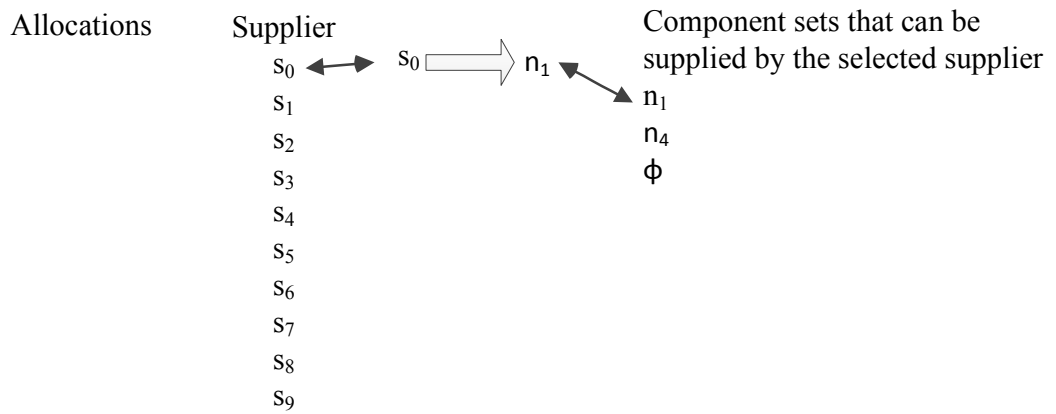 Allocations
Supplier
Component sets that can be
supplied by the selected supplier
s₀
s₀
n₁
s₁
n₁
s₂
n₄
s₃
ϕ
s₄
s₅
s₆
s₇
s₈
s₉